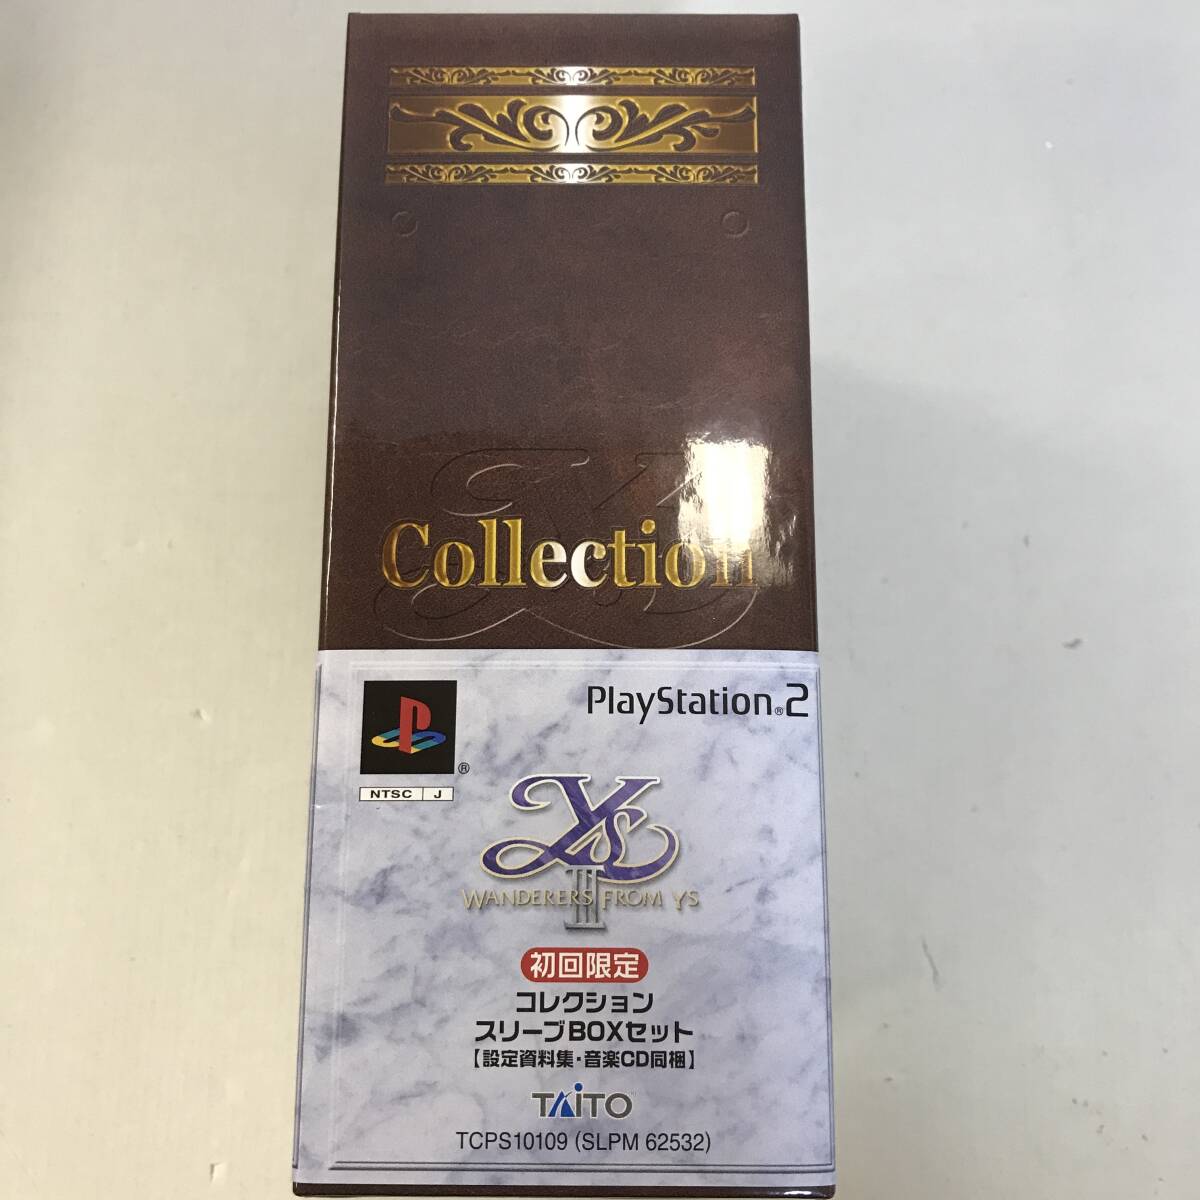 Ys
Collection
PlayStation®2
®
NTSC J
Ys
III
WANDERERS FROM YS
初回限定
コレクション
スリーブBOXセット
【設定資料集・音楽CD同梱】
TAITO
TCPS10109 (SLPM 62532)